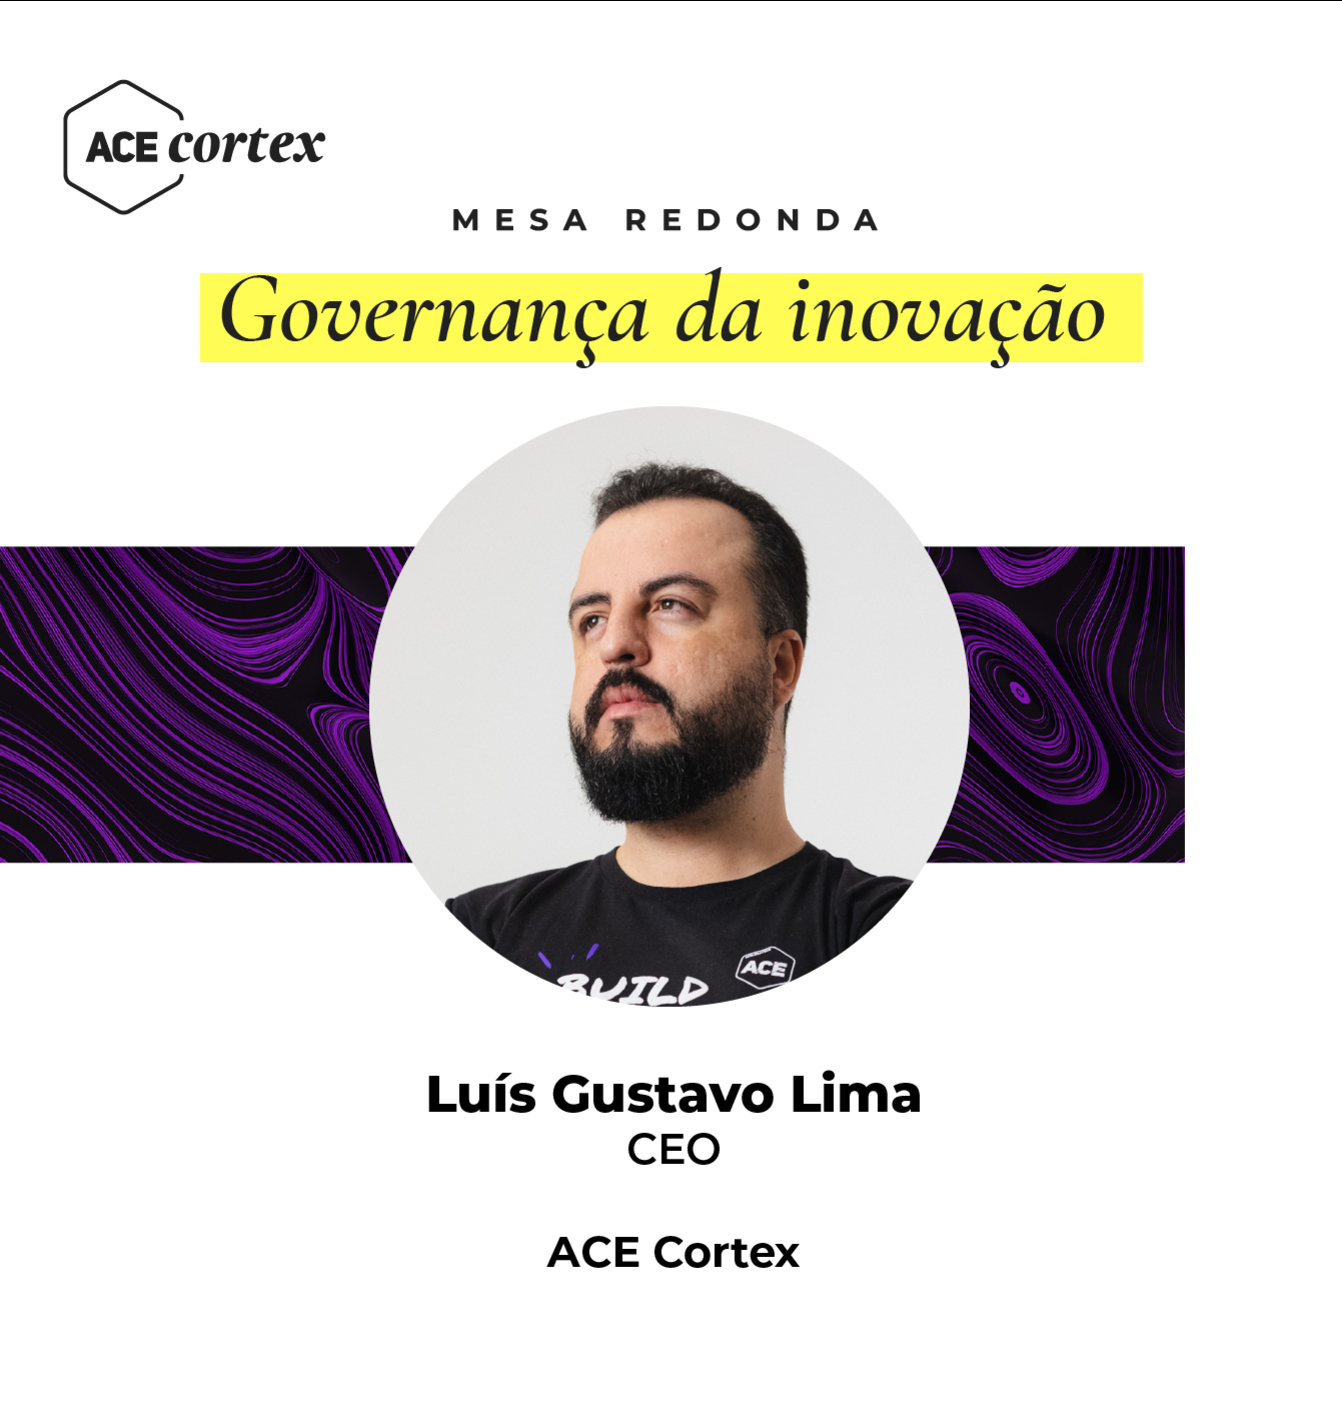 ACE cortex
MESA REDONDA
Governança da inovação
BUILD
ACE
Luís Gustavo Lima
CEO
ACE Cortex